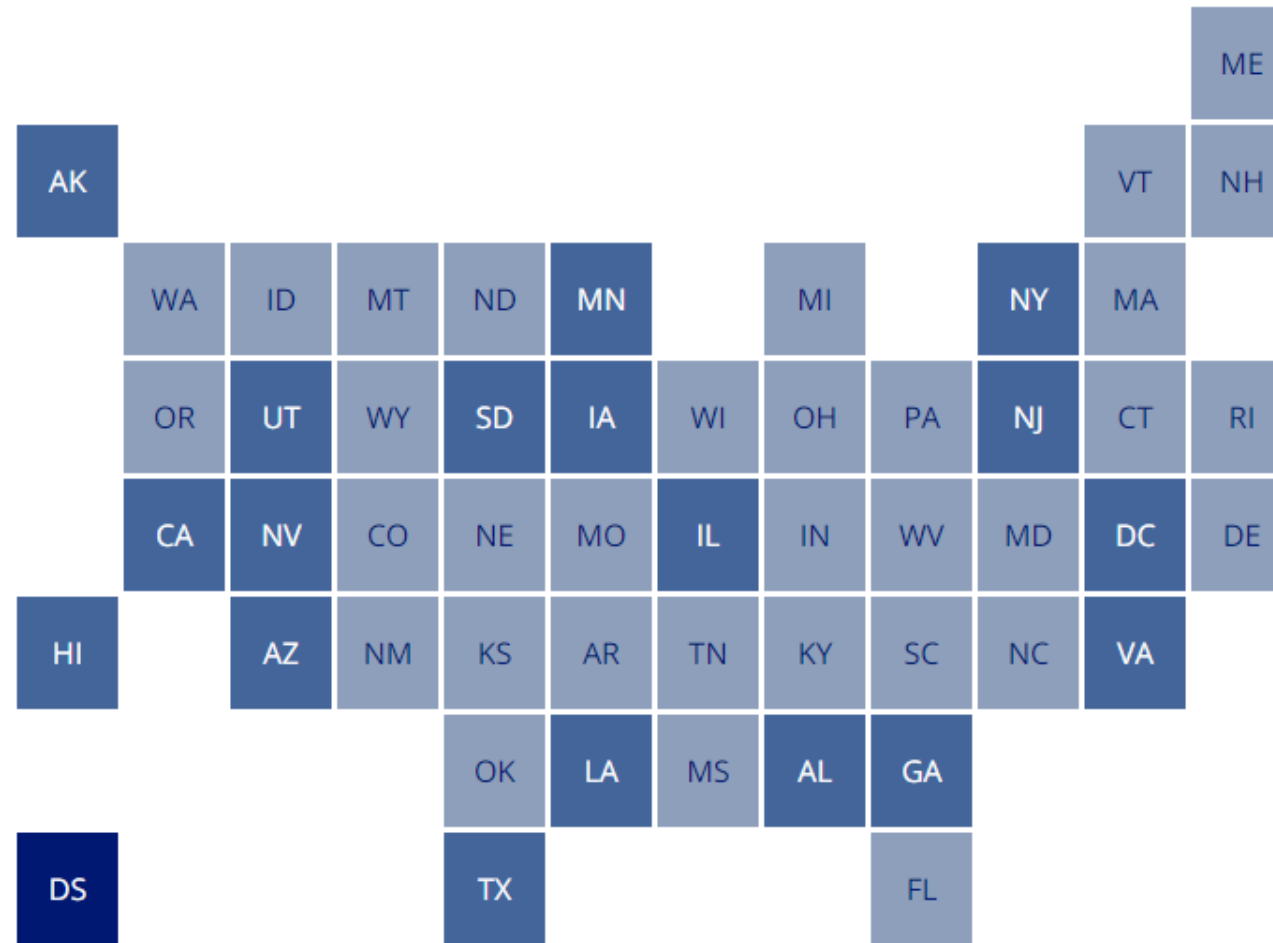 ME
AK VT NH
WA ID MT ND MN MI NY MA
OR UT WY SD IA WI OH PA NJ CT RI
CA NV CO NE MO IL IN WV MD DC DE
HI AZ NM KS AR TN KY SC NC VA
OK LA MS AL GA
DS TX FL